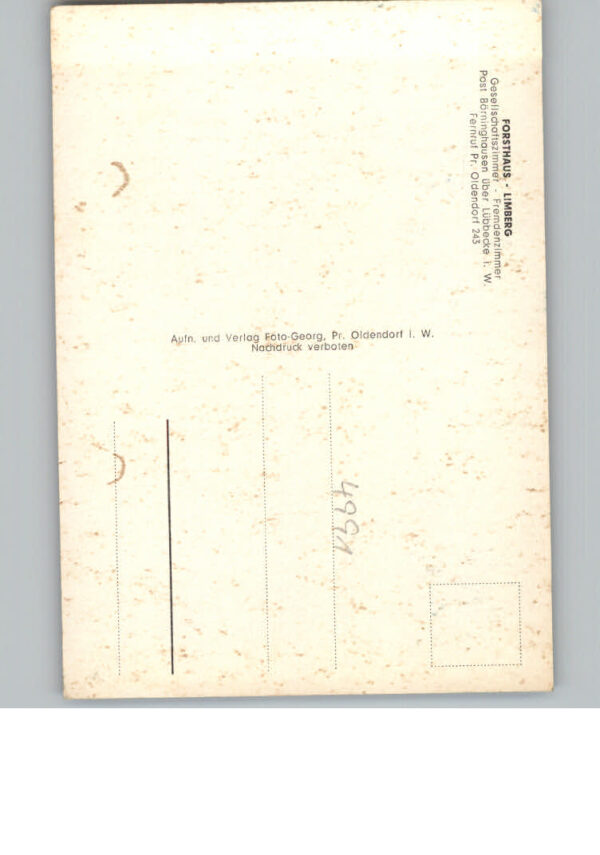 FORSTHAUS - LIMBERG
Gesellschaftszimmer - Fremdenzimmer
Post Börninghausen über Lübbecke i. W.
Fernruf Pr. Oldendorf 243
Aufn. und Verlag Foto-Georg, Pr. Oldendorf i. W.
Nachdruck verboten
4991